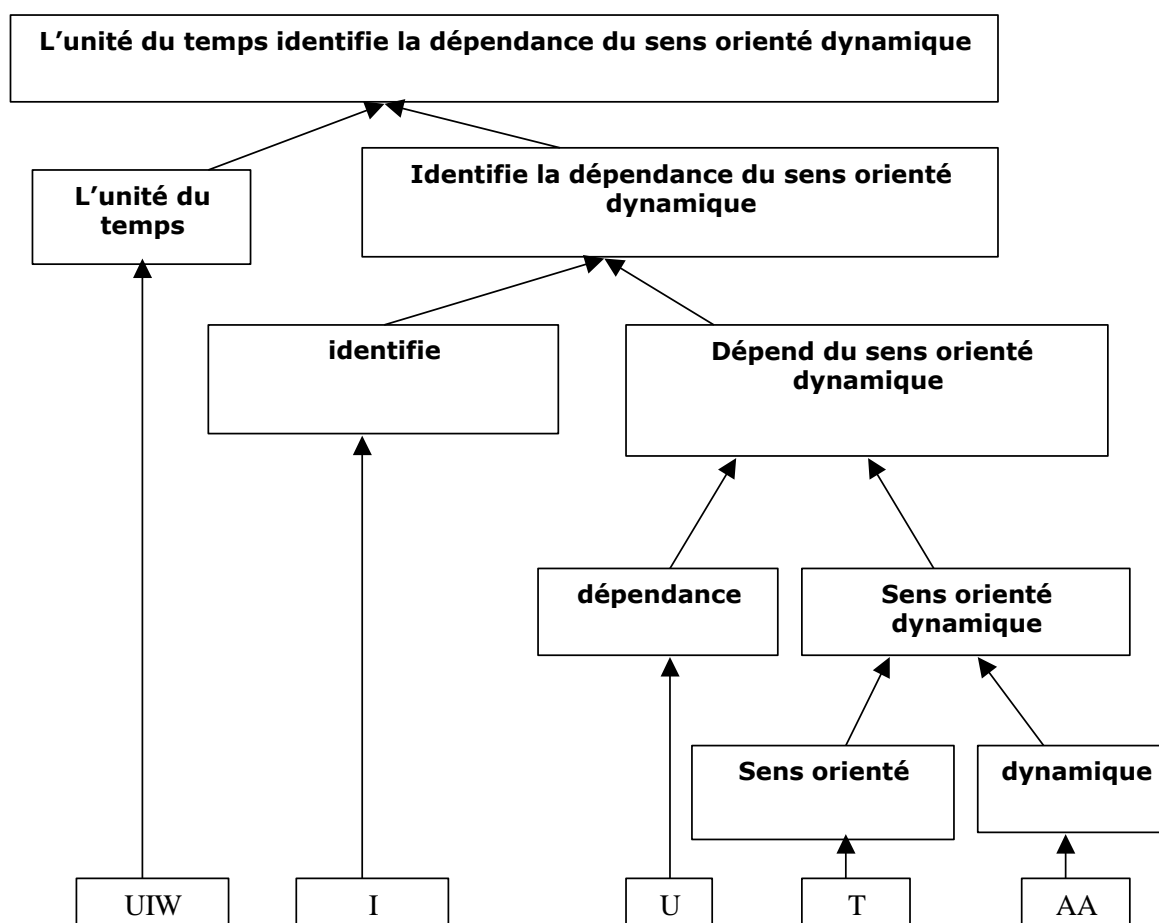 L'unité du temps identifie la dépendance du sens orienté dynamique
L'unité du
temps
Identifie la dépendance du sens orienté
dynamique
identifie
Dépend du sens orienté
dynamique
dépendance
Sens orienté
dynamique
Sens orienté
dynamique
UIW
I
U
T
AA